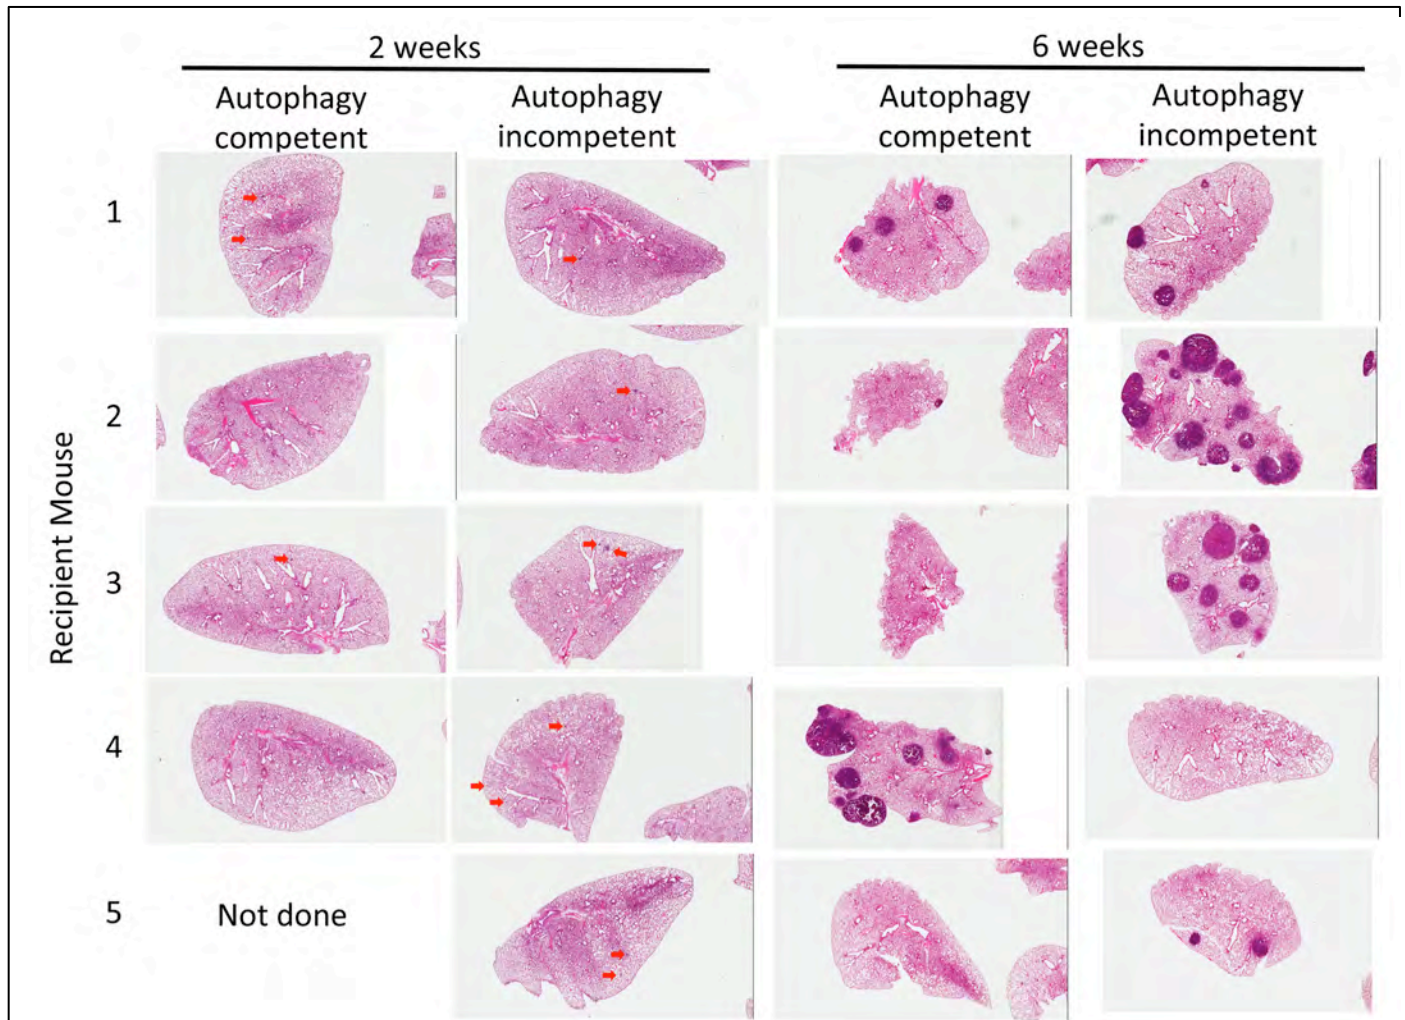 2 weeks
6 weeks
Autophagy
competent
Autophagy
incompetent
Autophagy
competent
Autophagy
incompetent
Recipient Mouse
1
2
3
4
5
Not done